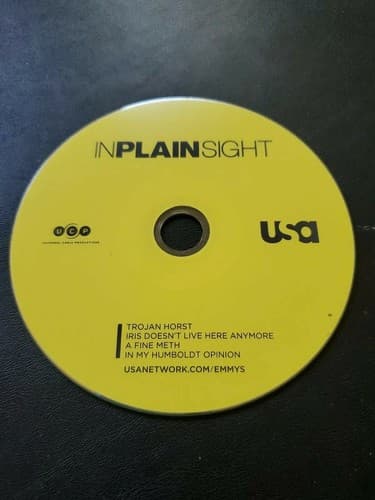 INPLAINSIGHT
UCP
UNIVERSAL CABLE PRODUCTIONS
usa
TROJAN HORST
IRIS DOESN'T LIVE HERE ANYMORE
A FINE METH
IN MY HUMBOLDT OPINION
USANETWORK.COM/EMMYS